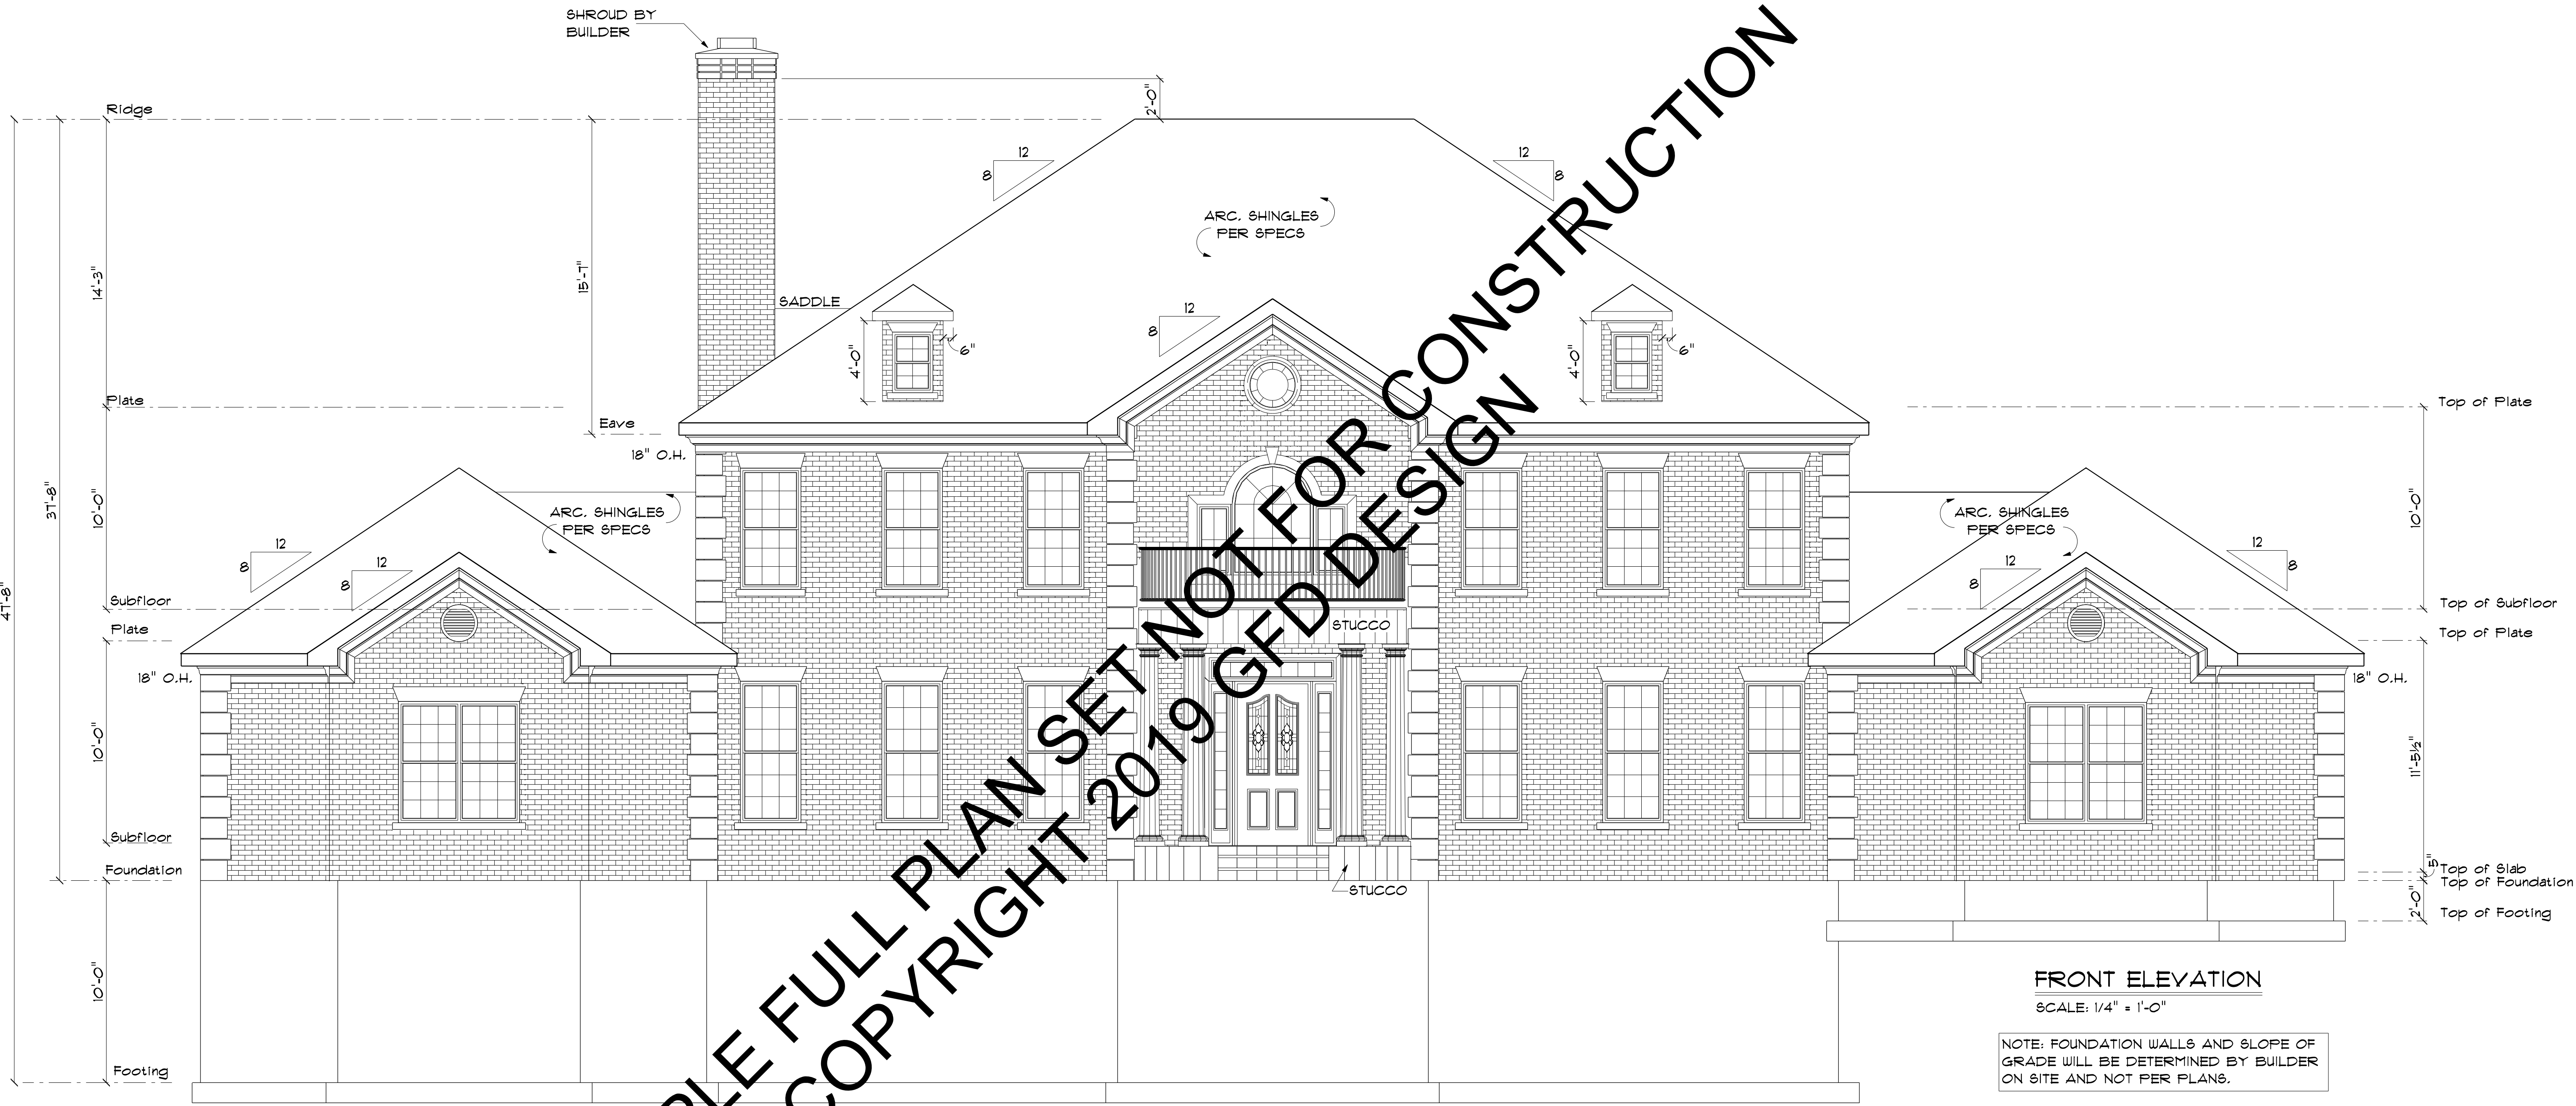 SHROUD BY
BUILDER
Ridge
2'-0"
12
8
12
8
ARC. SHINGLES
PER SPECS
47'-8"
37'-8"
14'-3"
15'-7"
SADDLE
12
8
4'-0"
6"
4'-0"
6"
Plate
Eave
18" O.H.
Top of Plate
10'-0"
ARC. SHINGLES
PER SPECS
12
8
12
8
Subfloor
Plate
18" O.H.
ARC. SHINGLES
PER SPECS
12
8
12
8
10'-0"
Top of Subfloor
Top of Plate
18" O.H.
STUCCO
10'-0"
11'-5½"
Subfloor
Foundation
STUCCO
5"
Top of Slab
Top of Foundation
2'-0"
Top of Footing
10'-0"
Footing
FRONT ELEVATION
SCALE: 1/4" = 1'-0"
NOTE: FOUNDATION WALLS AND SLOPE OF
GRADE WILL BE DETERMINED BY BUILDER
ON SITE AND NOT PER PLANS.
PLE FULL PLAN SET NOT FOR CONSTRUCTION
COPYRIGHT 2019 GFD DESIGN